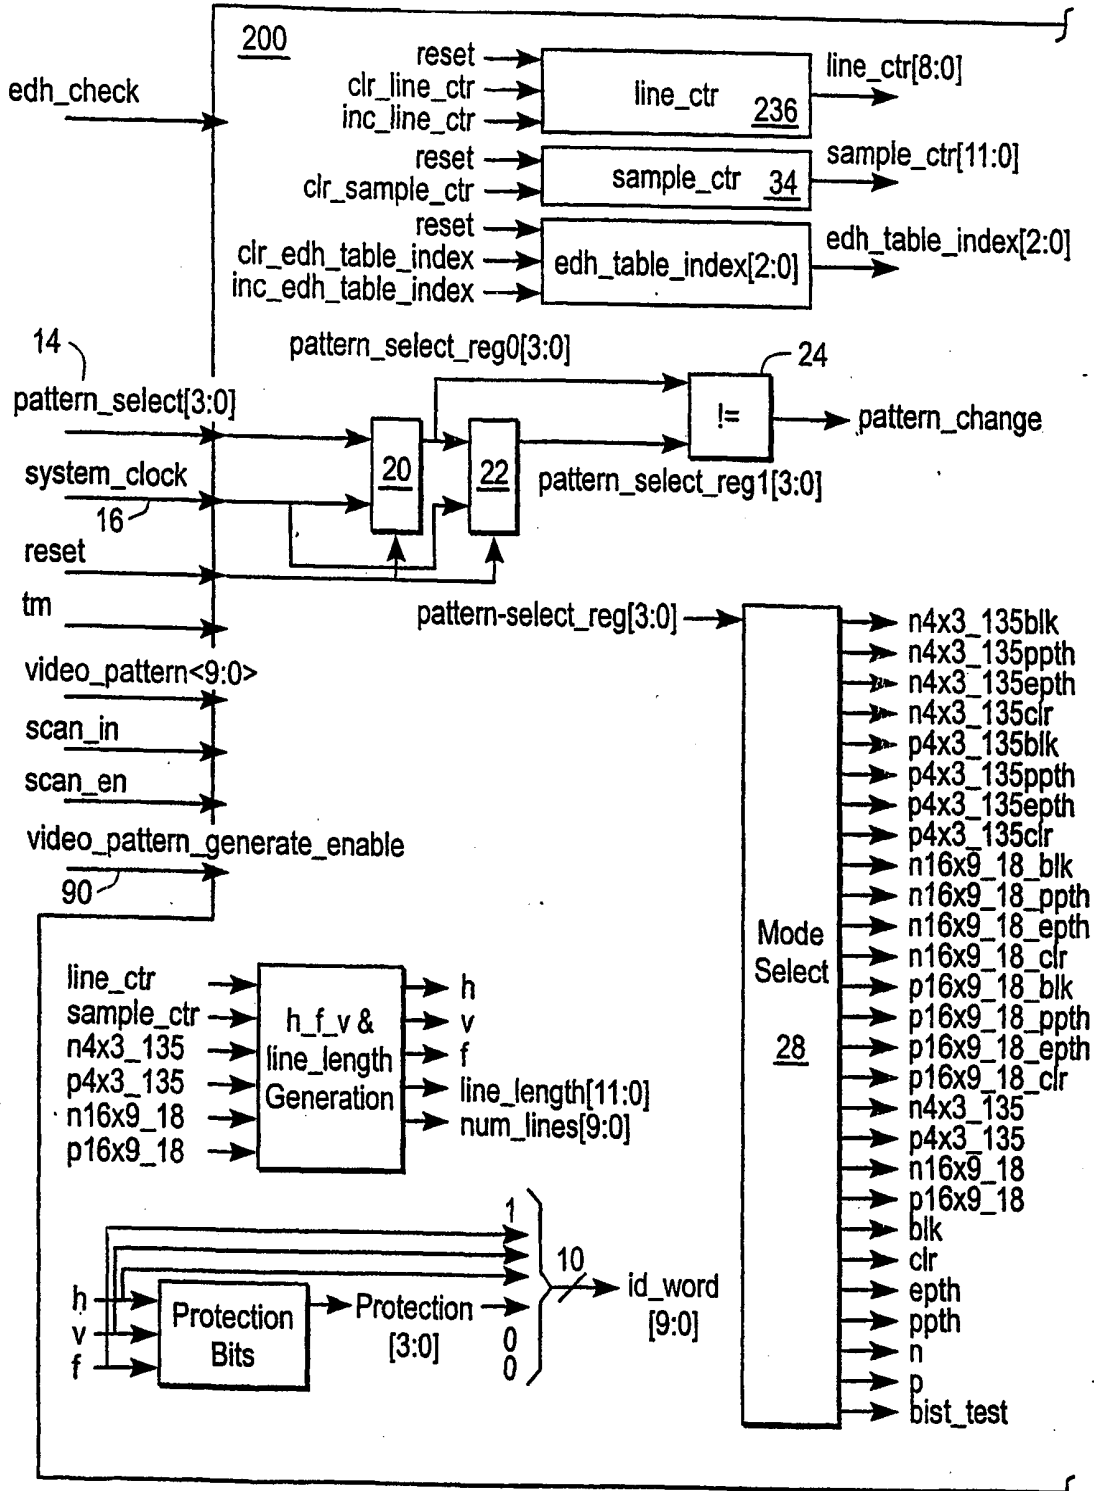 200
edh_check
reset
clr_line_ctr
inc_line_ctr
line_ctr
236
line_ctr[8:0]
reset
clr_sample_ctr
sample_ctr
34
sample_ctr[11:0]
reset
clr_edh_table_index
inc_edh_table_index
edh_table_index[2:0]
edh_table_index[2:0]
14
pattern_select[3:0]
system_clock
16
reset
tm
video_pattern<9:0>
scan_in
scan_en
video_pattern_generate_enable
90
pattern_select_reg0[3:0]
20
22
pattern_select_reg1[3:0]
24
!=
pattern_change
pattern-select_reg[3:0]
Mode
Select
28
n4x3_135blk
n4x3_135ppth
n4x3_135epth
n4x3_135clr
p4x3_135blk
p4x3_135ppth
p4x3_135epth
p4x3_135clr
n16x9_18_blk
n16x9_18_ppth
n16x9_18_epth
n16x9_18_clr
p16x9_18_blk
p16x9_18_ppth
p16x9_18_epth
p16x9_18_clr
n4x3_135
p4x3_135
n16x9_18
p16x9_18
blk
clr
epth
ppth
n
p
bist_test
line_ctr
sample_ctr
n4x3_135
p4x3_135
n16x9_18
p16x9_18
h_f_v &
line_length
Generation
h
v
f
line_length[11:0]
num_lines[9:0]
h
v
f
Protection
Bits
Protection
[3:0]
1
0
0
10
id_word
[9:0]